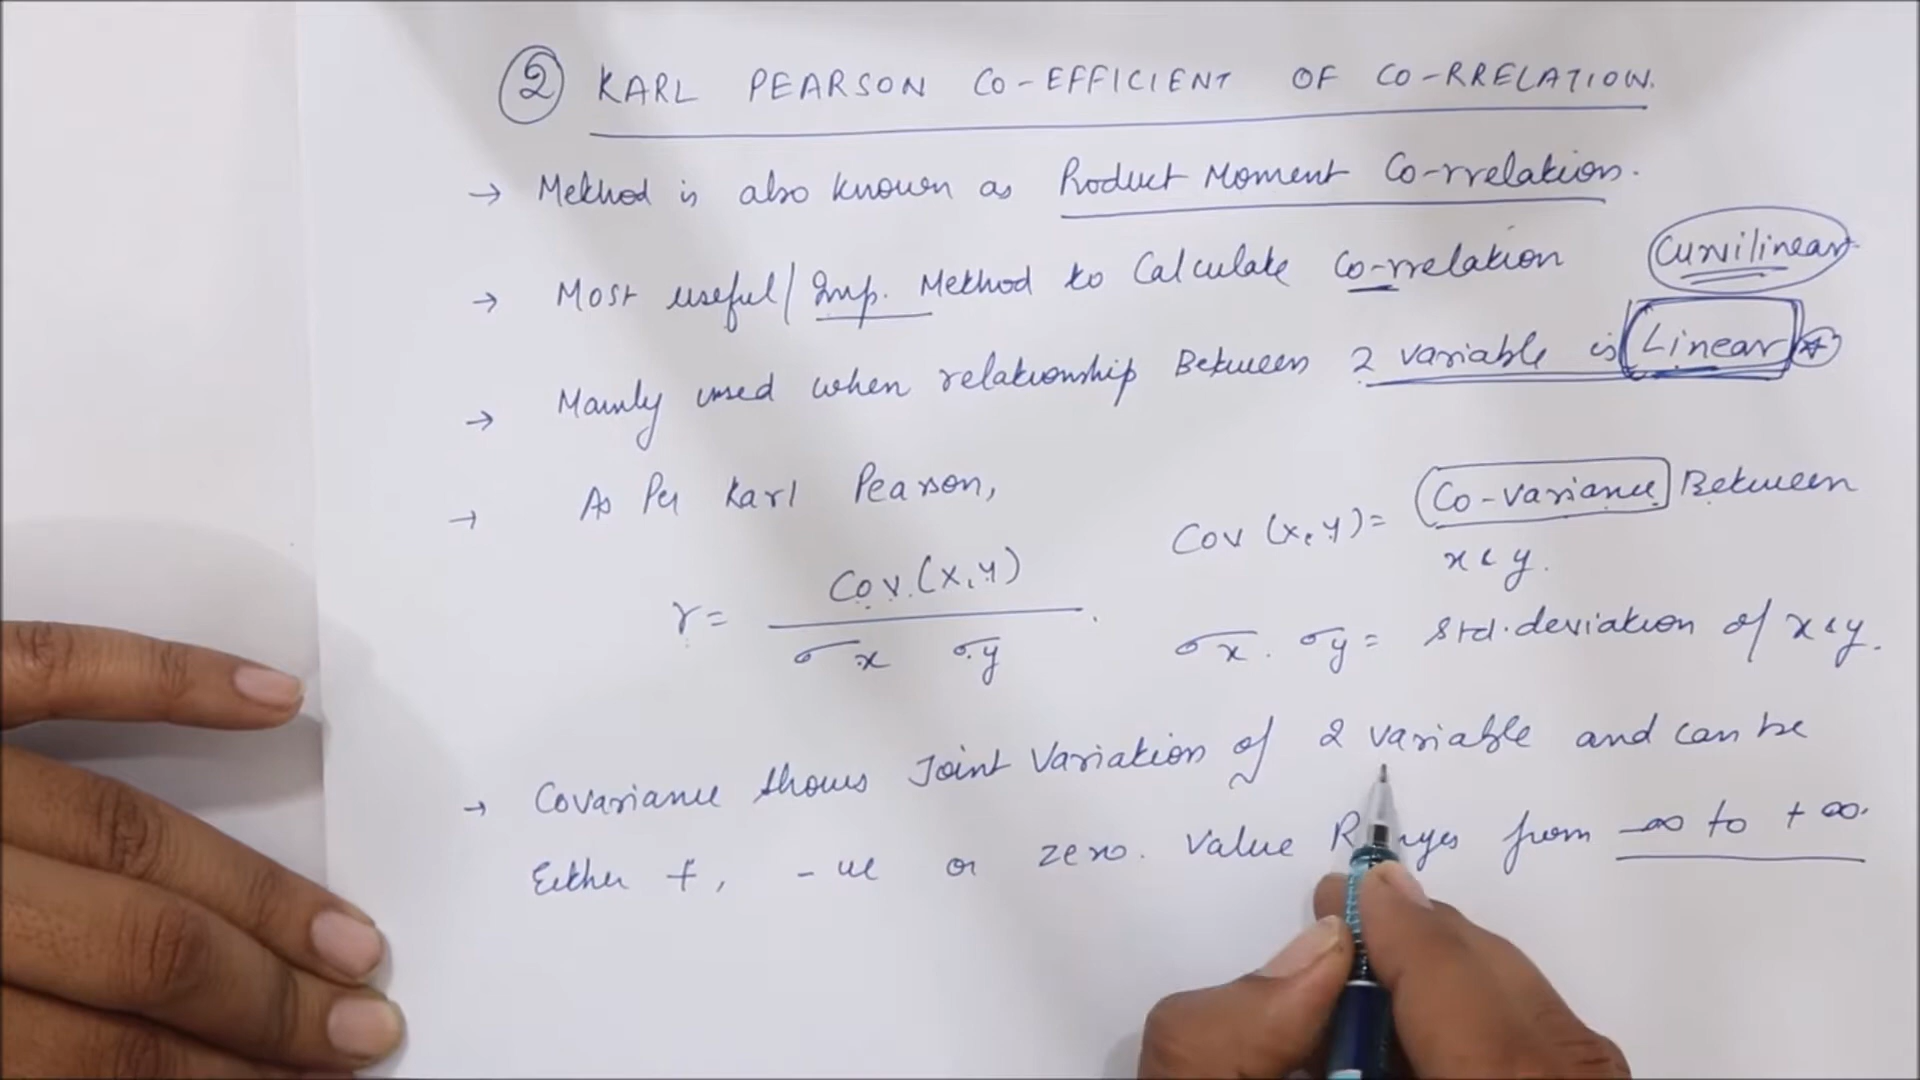 ② KARL PEARSON CO-EFFICIENT OF CO-RRELATION.
→ Method is also known as Product Moment Co-rrelation.
Curvilinear
→ Most useful/Imp. Method to Calculate Co-rrelation
→ Mainly used when relationship Between 2 variable is Linear
→ As Per Karl Pearson,
Cov (x, y) = Co-variance Between
x & y.
r = Cov. (x, y)
σx σy
σx. σy = Std. deviation of x & y.
→ Covariance shows Joint Variation of 2 variable and can be
Either +, -ve or zero. Value from -∞ to +∞.